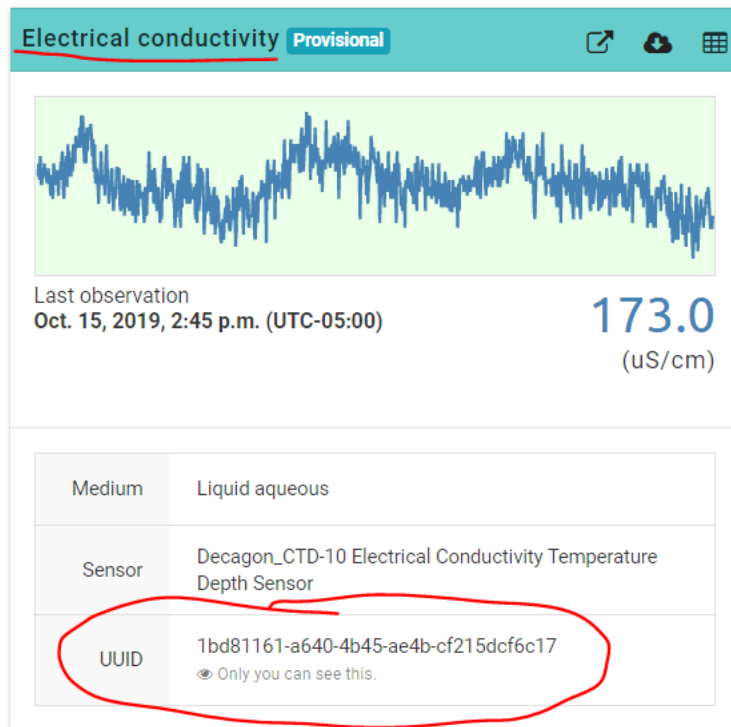 Electrical conductivity Provisional
Last observation
Oct. 15, 2019, 2:45 p.m. (UTC-05:00)
173.0
(uS/cm)
Medium Liquid aqueous
Sensor Decagon_CTD-10 Electrical Conductivity Temperature
Depth Sensor
UUID 1bd81161-a640-4b45-ae4b-cf215dcf6c17
Only you can see this.